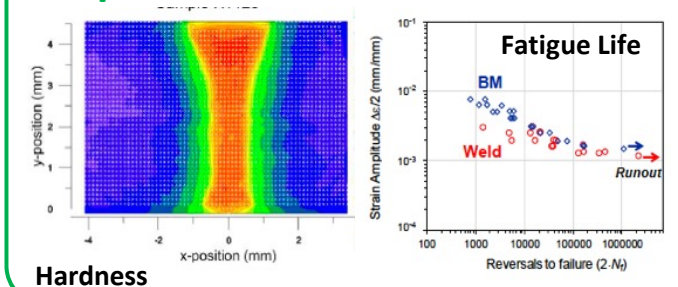 4
3
2
1
0
y-position (mm)
-4
-2
0
2
x-position (mm)
Hardness
Fatigue Life
10-1
10-2
10-3
10-4
Strain Amplitude Δε/2 (mm/mm)
BM
Weld
Runout
100
1000
10000
100000
1000000
Reversals to failure (2·Nf)